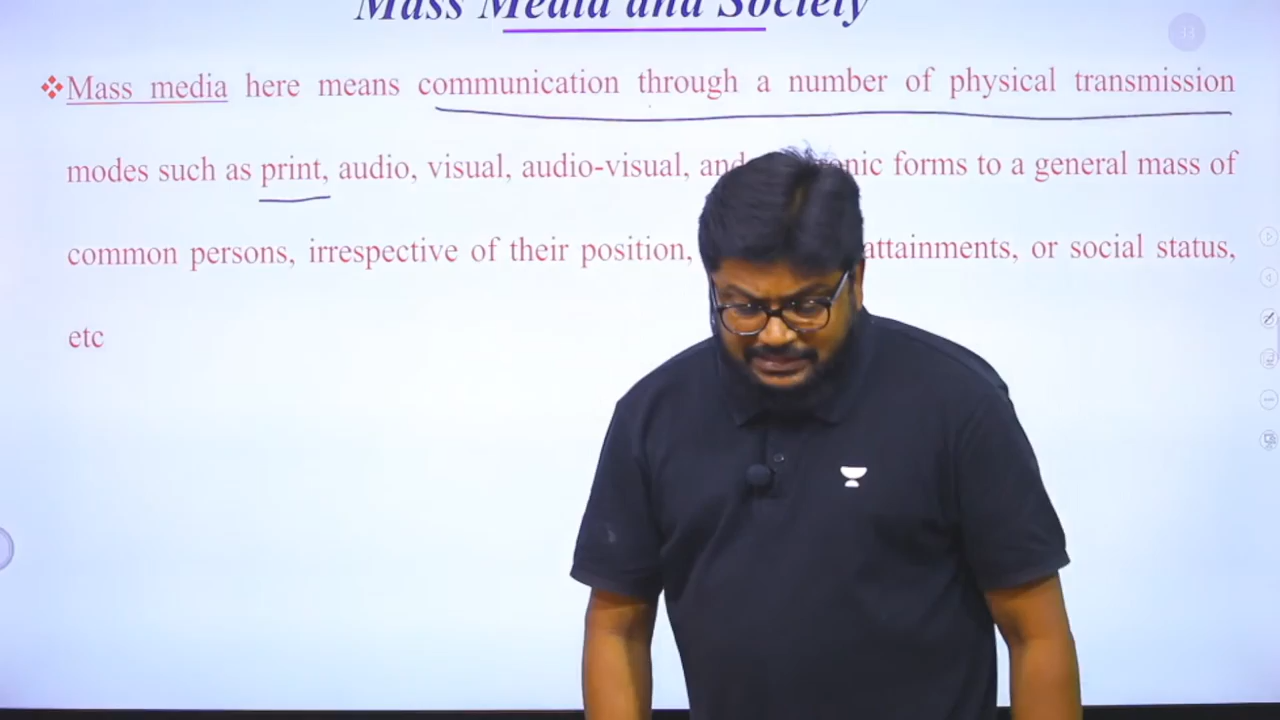 Mass Media and Society
33
Mass media here means communication through a number of physical transmission
modes such as print, audio, visual, audio-visual, and forms to a general mass of
common persons, irrespective of their position, attainments, or social status,
etc